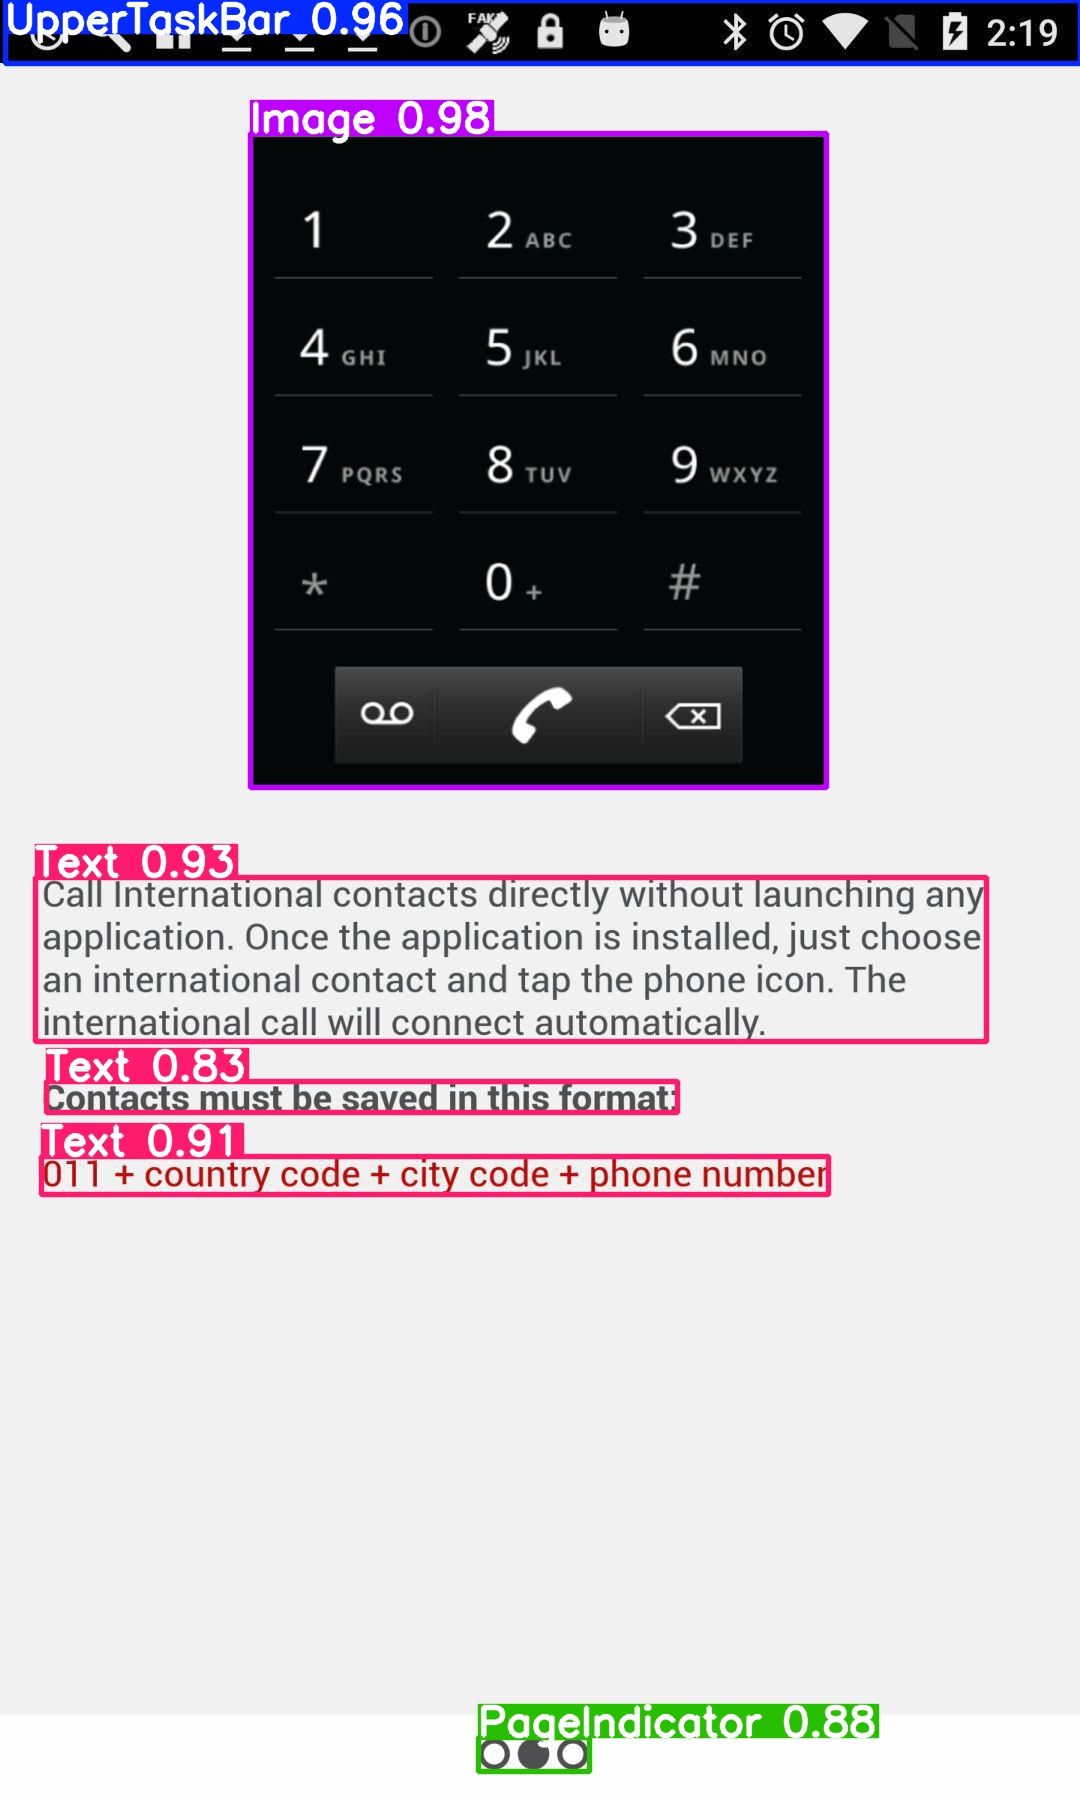 UpperTaskBar 0.96
FAKE
2:19
Image 0.98
1 2 ABC 3 DEF
4 GHI 5 JKL 6 MNO
7 PQRS 8 TUV 9 WXYZ
* 0 + #
Text 0.93
Call International contacts directly without launching any
application. Once the application is installed, just choose
an international contact and tap the phone icon. The
international call will connect automatically.
Text 0.83
Contacts must be saved in this format:
Text 0.91
011 + country code + city code + phone number
PageIndicator 0.88